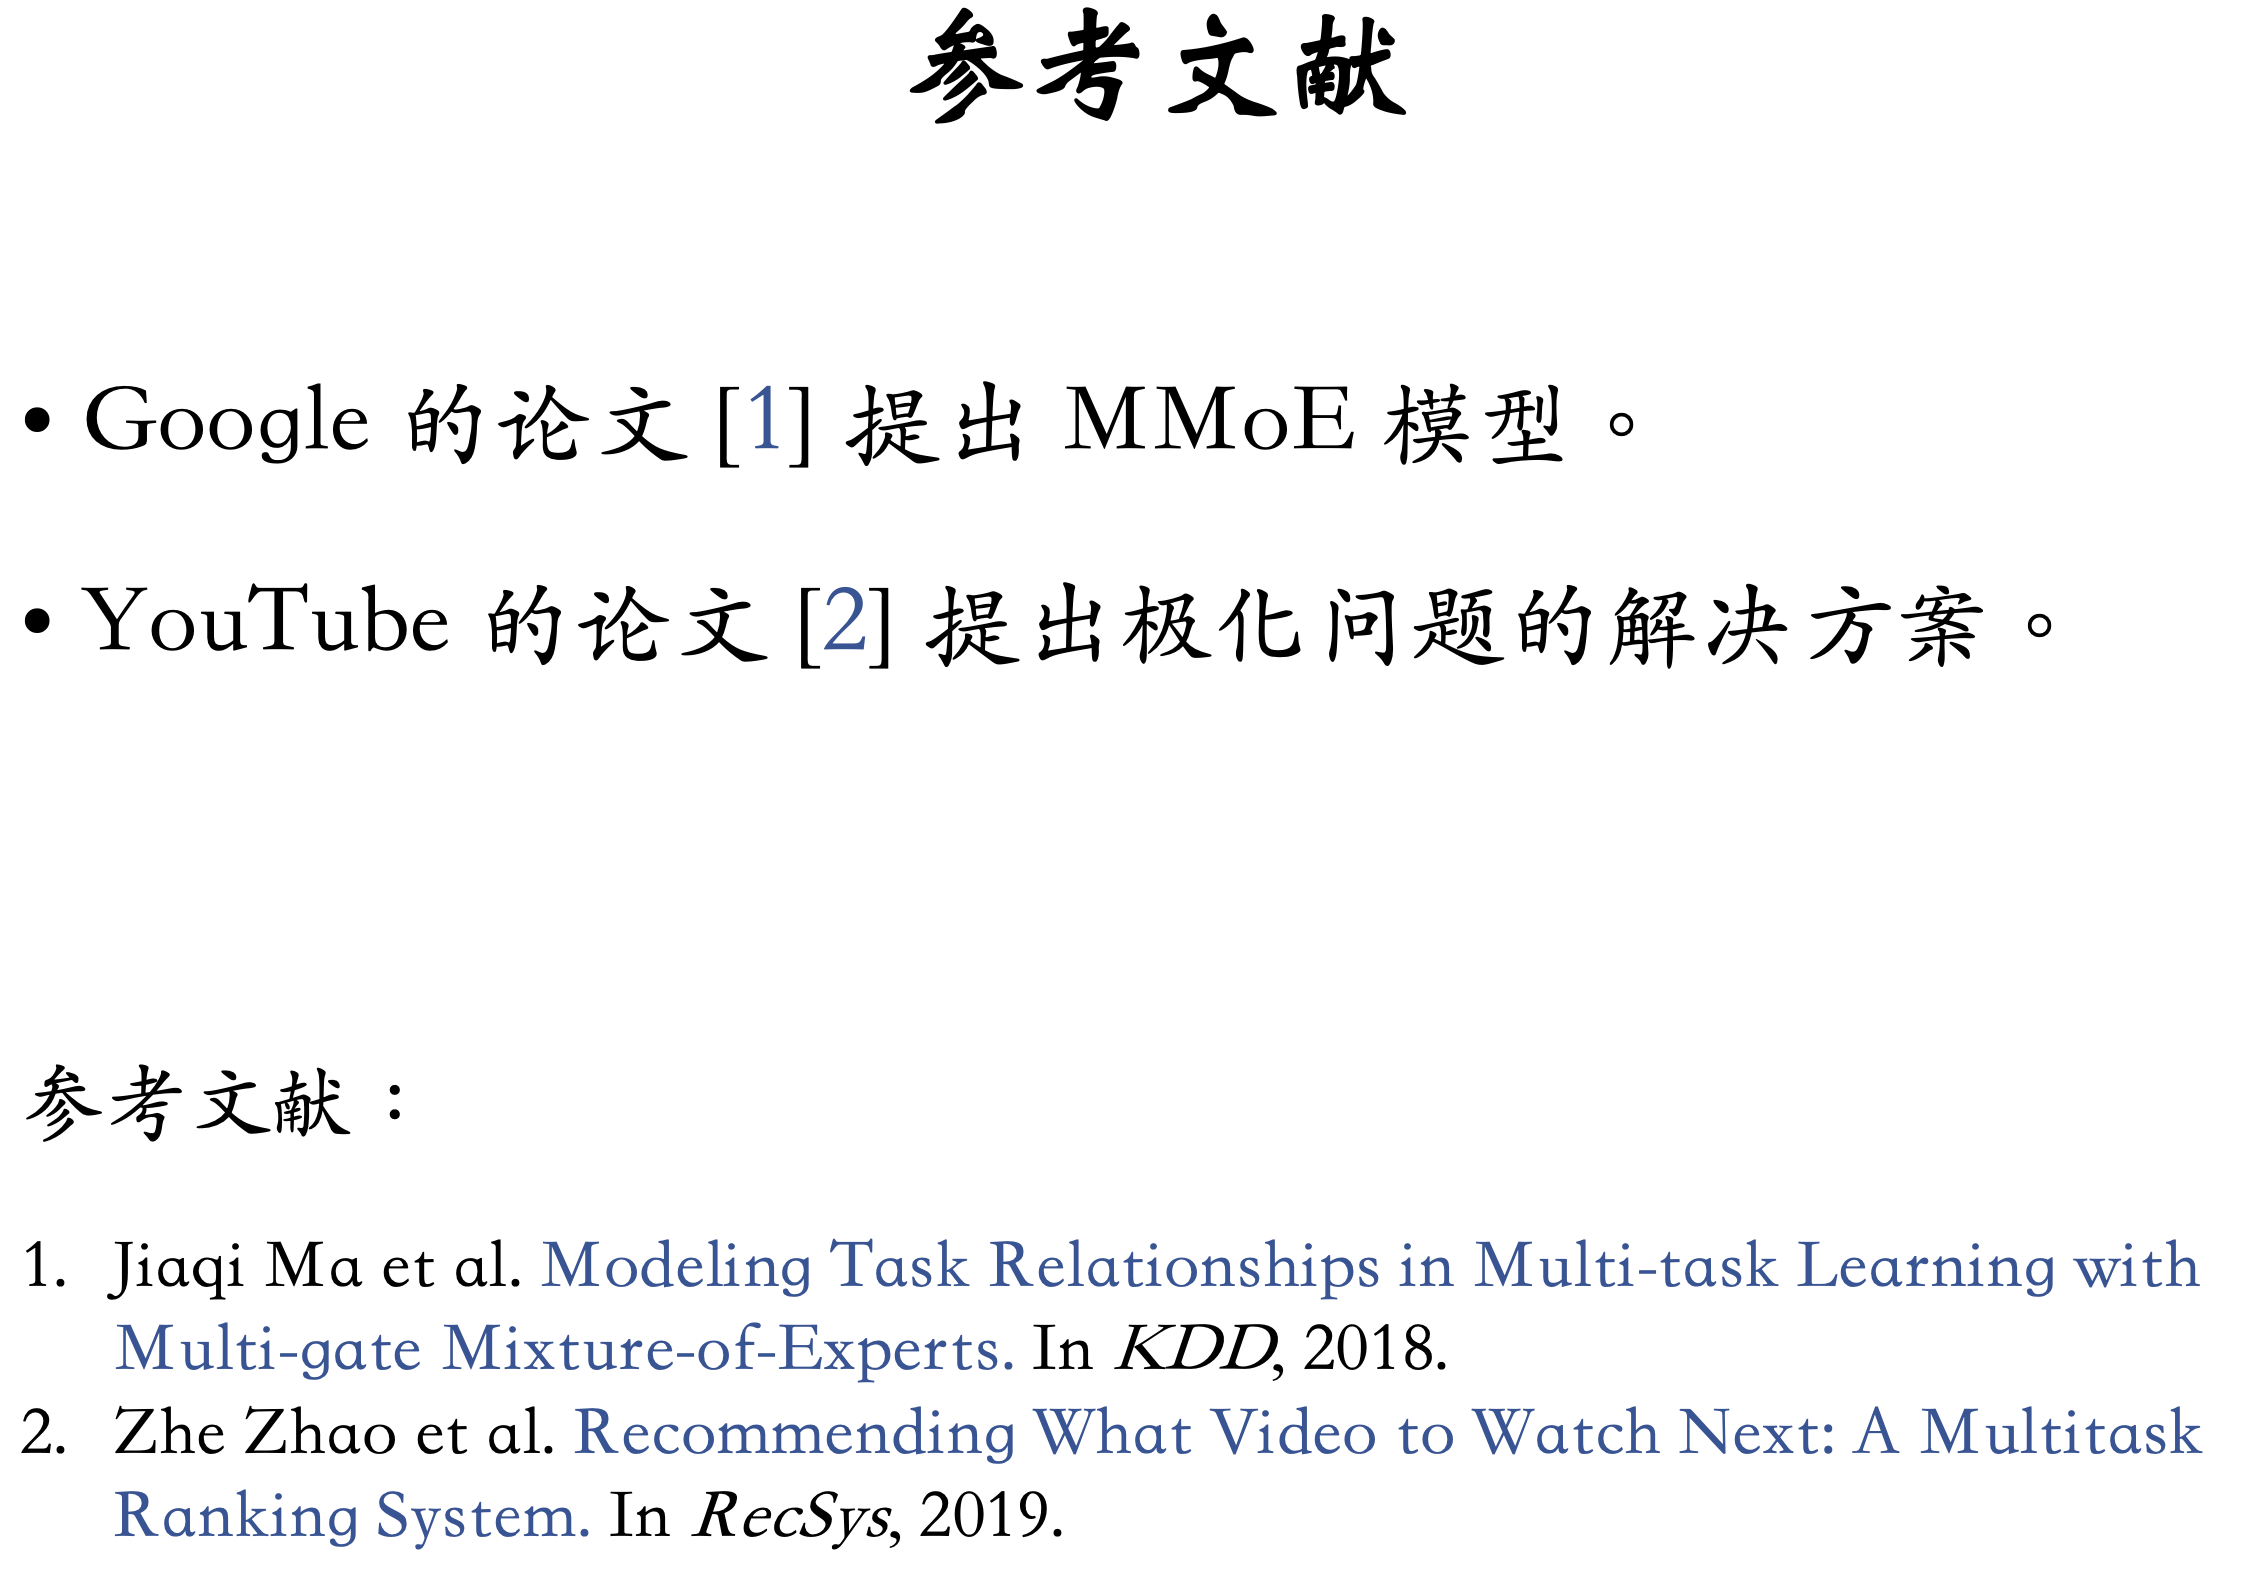 参考文献
• Google 的论文 [1] 提出 MMoE 模型。
• YouTube 的论文 [2] 提出极化问题的解决方案。
参考文献：
1. Jiaqi Ma et al. Modeling Task Relationships in Multi-task Learning with
Multi-gate Mixture-of-Experts. In KDD, 2018.
2. Zhe Zhao et al. Recommending What Video to Watch Next: A Multitask
Ranking System. In RecSys, 2019.